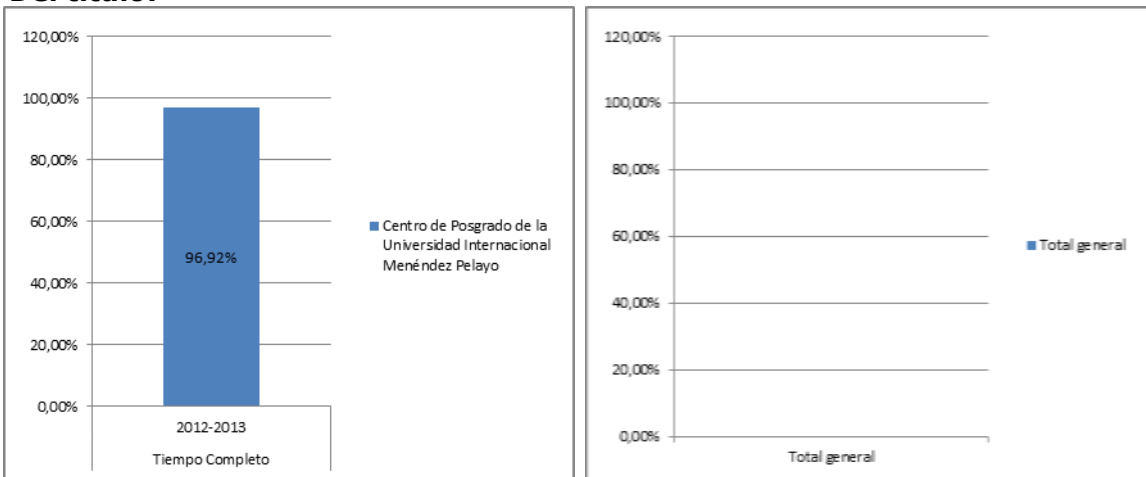 120,00%
100,00%
80,00%
60,00%
40,00%
20,00%
0,00%
96,92%
2012-2013
Tiempo Completo
Centro de Posgrado de la
Universidad Internacional
Menéndez Pelayo
120,00%
100,00%
80,00%
60,00%
40,00%
20,00%
0,00%
Total general
Total general